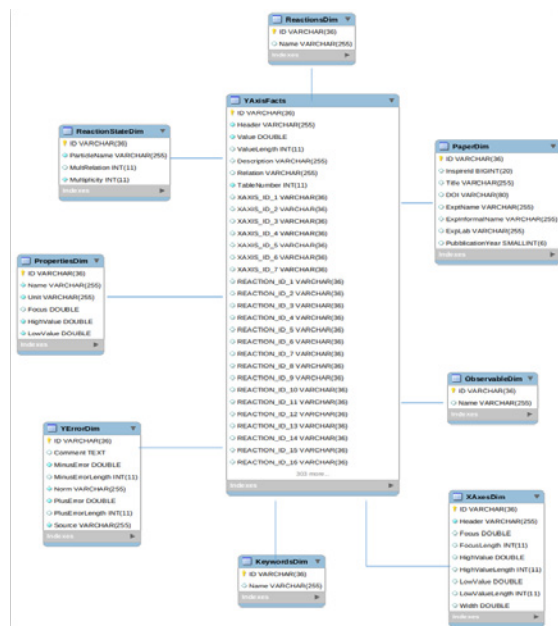 ReactionsDim
ID VARCHAR(36)
Name VARCHAR(255)
Indexes
YAxisFacts
ID VARCHAR(36)
Header VARCHAR(255)
Value DOUBLE
ValueLength INT(11)
Description VARCHAR(255)
Relation VARCHAR(255)
TableNumber INT(11)
XAXIS_ID_1 VARCHAR(36)
XAXIS_ID_2 VARCHAR(36)
XAXIS_ID_3 VARCHAR(36)
XAXIS_ID_4 VARCHAR(36)
XAXIS_ID_5 VARCHAR(36)
XAXIS_ID_6 VARCHAR(36)
XAXIS_ID_7 VARCHAR(36)
REACTION_ID_1 VARCHAR(36)
REACTION_ID_2 VARCHAR(36)
REACTION_ID_3 VARCHAR(36)
REACTION_ID_4 VARCHAR(36)
REACTION_ID_5 VARCHAR(36)
REACTION_ID_6 VARCHAR(36)
REACTION_ID_7 VARCHAR(36)
REACTION_ID_8 VARCHAR(36)
REACTION_ID_9 VARCHAR(36)
REACTION_ID_10 VARCHAR(36)
REACTION_ID_11 VARCHAR(36)
REACTION_ID_12 VARCHAR(36)
REACTION_ID_13 VARCHAR(36)
REACTION_ID_14 VARCHAR(36)
REACTION_ID_15 VARCHAR(36)
REACTION_ID_16 VARCHAR(36)
more...
Indexes
ReactionStateDim
ID VARCHAR(36)
ParticleName VARCHAR(255)
MultRelation INT(11)
Multiplicity INT(11)
Indexes
PaperDim
ID VARCHAR(36)
InspireId BIGINT(20)
Title VARCHAR(255)
DOI VARCHAR(80)
ExptName VARCHAR(255)
ExpInformalName VARCHAR(255)
ExpLab VARCHAR(255)
PubblicationYear SMALLINT(6)
Indexes
PropertiesDim
ID VARCHAR(36)
Name VARCHAR(255)
Unit VARCHAR(255)
Focus DOUBLE
HighValue DOUBLE
LowValue DOUBLE
Indexes
ObservableDim
ID VARCHAR(36)
Name VARCHAR(255)
Indexes
YErrorDim
ID VARCHAR(36)
Comment TEXT
MinusError DOUBLE
MinusErrorLength INT(11)
Norm VARCHAR(255)
PlusError DOUBLE
PlusErrorLength INT(11)
Source VARCHAR(255)
Indexes
XAxesDim
ID VARCHAR(36)
Header VARCHAR(255)
Focus DOUBLE
FocusLength INT(11)
HighValue DOUBLE
HighValueLength INT(11)
LowValue DOUBLE
LowValueLength INT(11)
Width DOUBLE
Indexes
KeywordsDim
ID VARCHAR(36)
Name VARCHAR(255)
Indexes